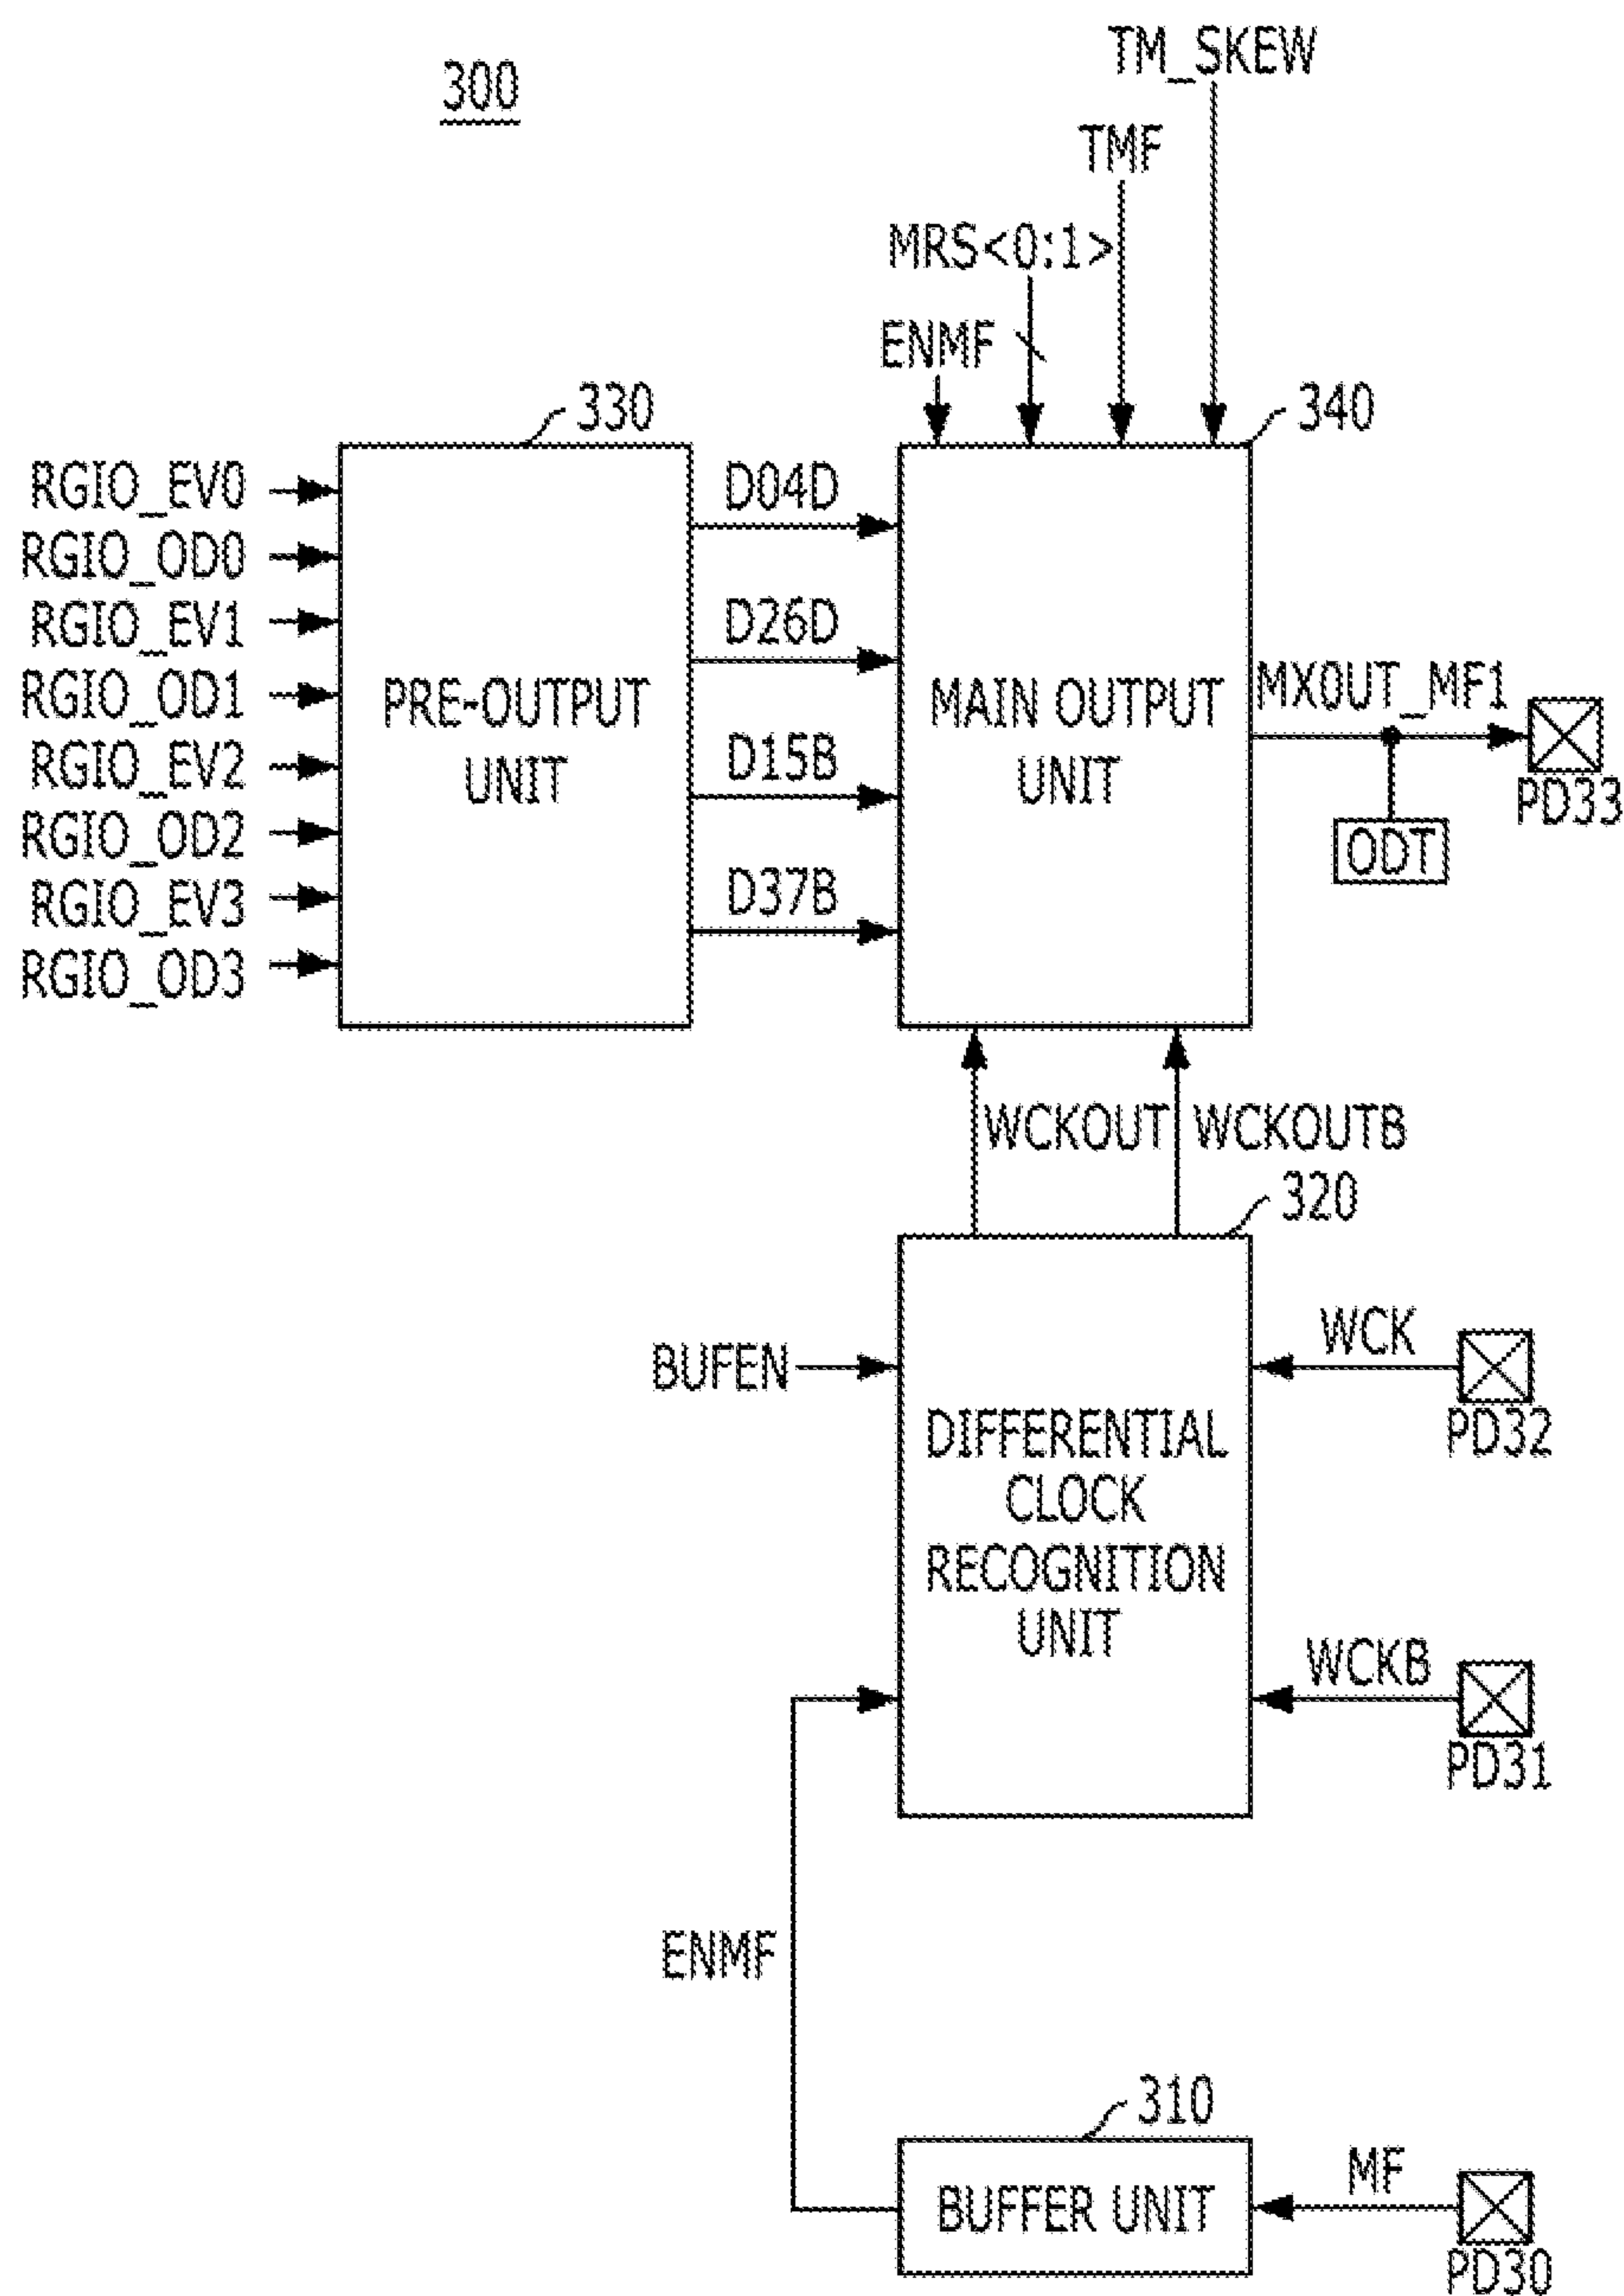 300
TM_SKEW
TMF
MRS<0:1>
ENMF
330
340
RGIO_EV0
RGIO_OD0
RGIO_EV1
RGIO_OD1
RGIO_EV2
RGIO_OD2
RGIO_EV3
RGIO_OD3
PRE-OUTPUT
UNIT
D04D
D26D
D15B
D37B
MAIN OUTPUT
UNIT
MXOUT_MF1
PD33
ODT
WCKOUT
WCKOUTB
320
BUFEN
DIFFERENTIAL
CLOCK
RECOGNITION
UNIT
WCK
PD32
WCKB
PD31
ENMF
310
BUFFER UNIT
MF
PD30